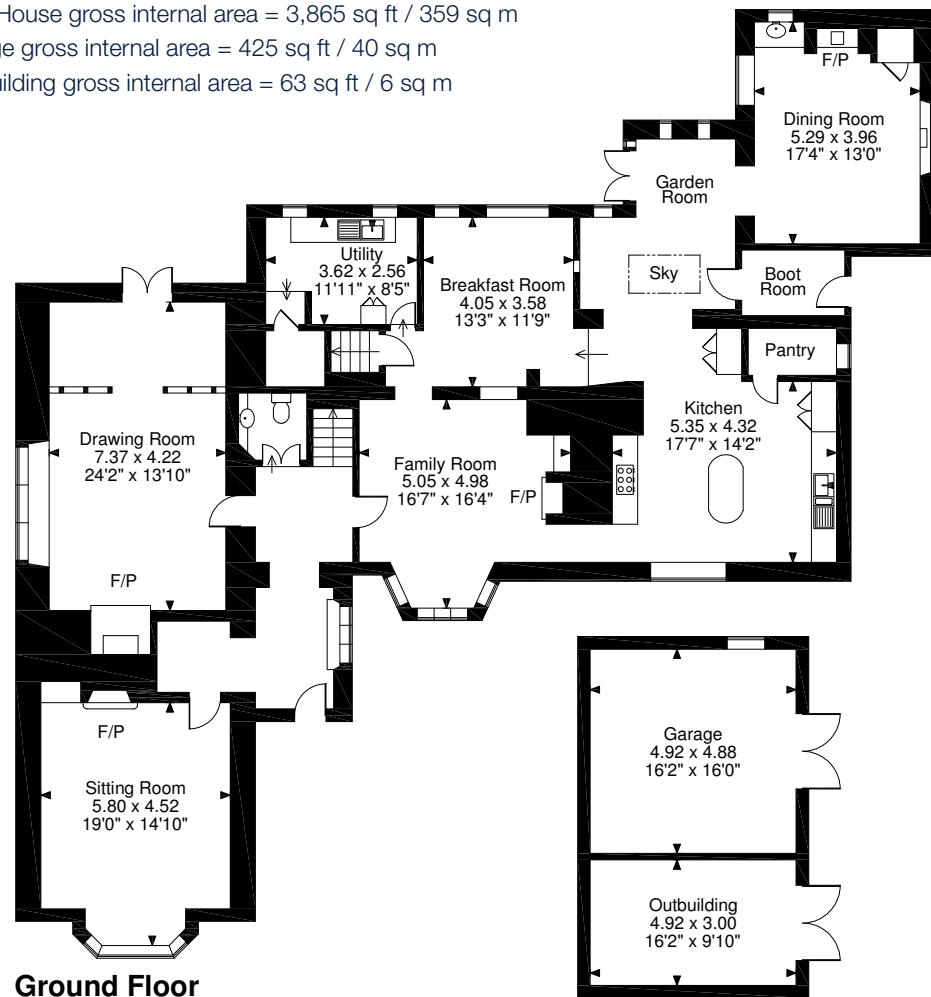 House gross internal area = 3,865 sq ft / 359 sq m
ge gross internal area = 425 sq ft / 40 sq m
uilding gross internal area = 63 sq ft / 6 sq m
F/P
Dining Room
5.29 x 3.96
17'4" x 13'0"
Garden
Room
Utility
3.62 x 2.56
11'11" x 8'5"
Breakfast Room
4.05 x 3.58
13'3" x 11'9"
Sky
Boot
Room
Pantry
Kitchen
5.35 x 4.32
17'7" x 14'2"
Drawing Room
7.37 x 4.22
24'2" x 13'10"
Family Room
5.05 x 4.98
16'7" x 16'4"
F/P
F/P
F/P
Sitting Room
5.80 x 4.52
19'0" x 14'10"
Garage
4.92 x 4.88
16'2" x 16'0"
Outbuilding
4.92 x 3.00
16'2" x 9'10"
Ground Floor